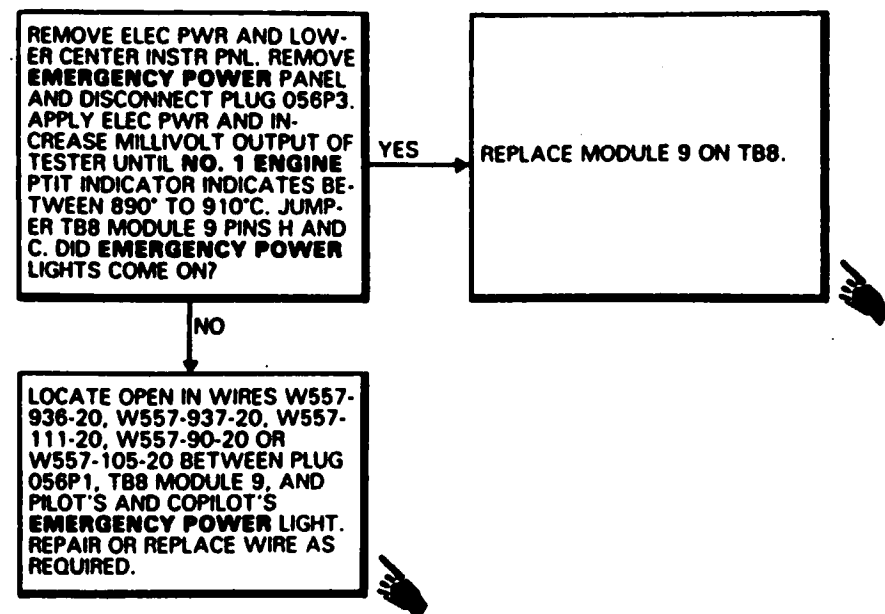 REMOVE ELEC PWR AND LOW-
ER CENTER INSTR PNL. REMOVE
EMERGENCY POWER PANEL
AND DISCONNECT PLUG 056P3.
APPLY ELEC PWR AND IN-
CREASE MILLIVOLT OUTPUT OF
TESTER UNTIL NO. 1 ENGINE
PTIT INDICATOR INDICATES BE-
TWEEN 890° TO 910°C. JUMP-
ER TB8 MODULE 9 PINS H AND
C. DID EMERGENCY POWER
LIGHTS COME ON?
YES
REPLACE MODULE 9 ON TB8.
NO
LOCATE OPEN IN WIRES W557-
936-20, W557-937-20, W557-
111-20, W557-90-20 OR
W557-105-20 BETWEEN PLUG
056P1, TB8 MODULE 9, AND
PILOT'S AND COPILOT'S
EMERGENCY POWER LIGHT.
REPAIR OR REPLACE WIRE AS
REQUIRED.